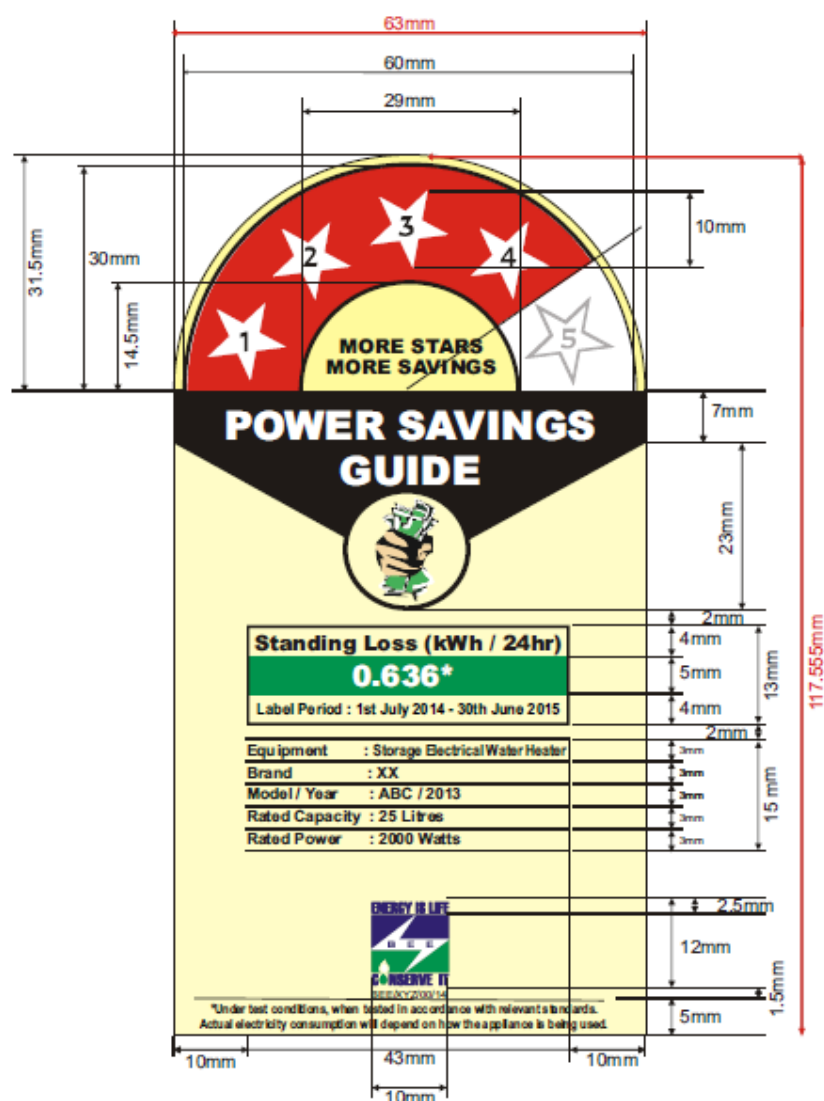 63mm
60mm
29mm
31.5mm
30mm
14.5mm
10mm
1
2
3
4
5
MORE STARS
MORE SAVINGS
7mm
POWER SAVINGS
GUIDE
23mm
2mm
Standing Loss (kWh / 24hr)
4mm
0.636*
5mm
13mm
117.555mm
Label Period : 1st July 2014 - 30th June 2015
4mm
2mm
Equipment : Storage Electrical Water Heater
3mm
Brand : XX
3mm
Model / Year : ABC / 2013
3mm
15 mm
Rated Capacity : 25 Litres
3mm
Rated Power : 2000 Watts
3mm
ENERGY IS LIFE
2.5mm
BEE
12mm
CONSERVE IT
1.5mm
*Under test conditions, when tested in accordance with relevant standards.
Actual electricity consumption will depend on how the appliance is being used.
5mm
10mm
43mm
10mm
10mm